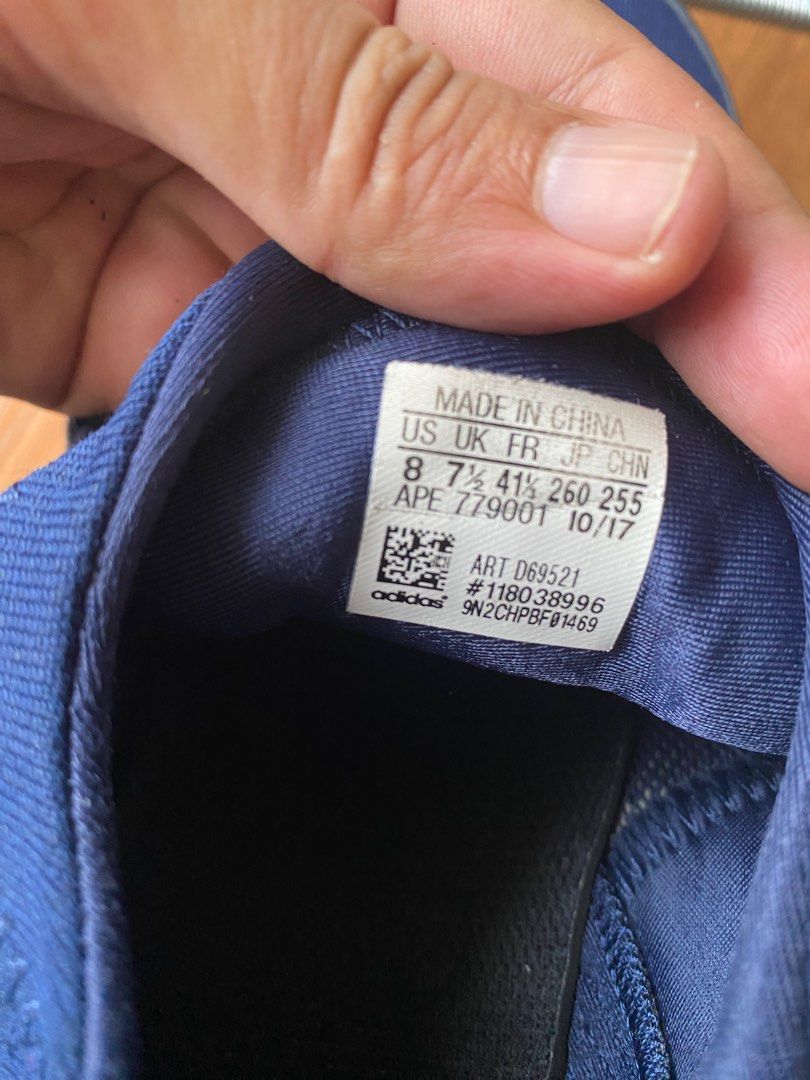 MADE IN CHINA
US UK FR JP CHN
8 7½ 41⅓ 260 255
APE 779001 10/17
ART D69521
#118038996
adidas
9N2CHPBF01469